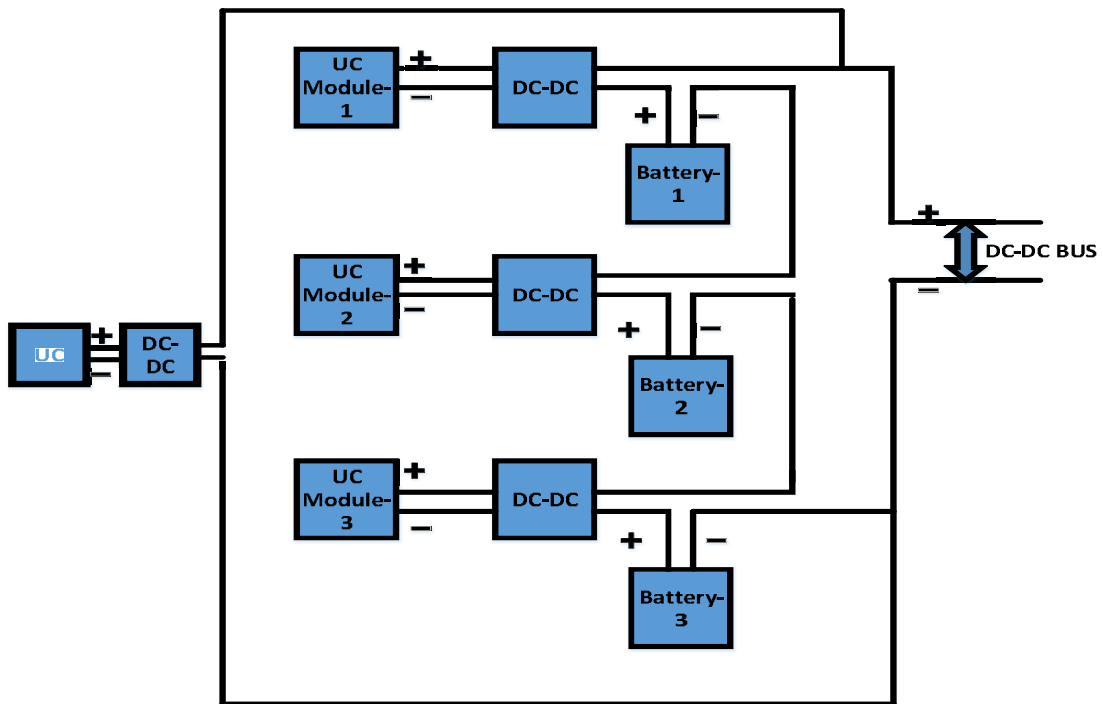 UC
Module-
1
+
−
DC-DC
+
−
Battery-
1
+
DC-DC BUS
−
UC
Module-
2
+
−
DC-DC
+
−
Battery-
2
UC
+
−
DC-
DC
UC
Module-
3
+
−
DC-DC
+
−
Battery-
3